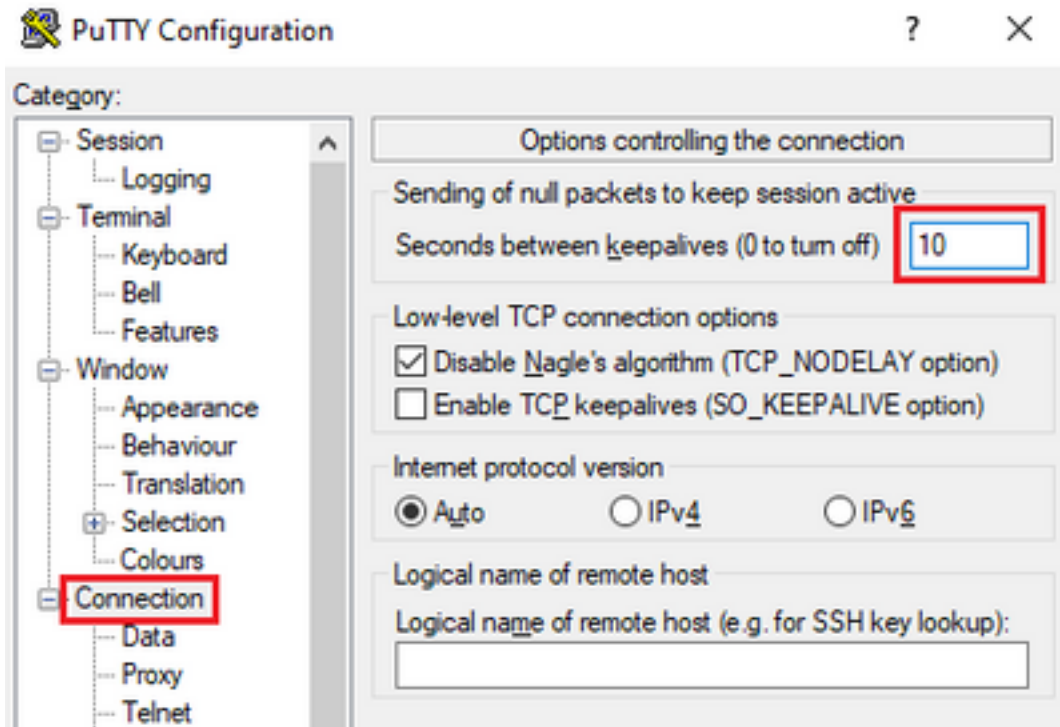 PuTTY Configuration
Category:
Session
Logging
Terminal
Keyboard
Bell
Features
Window
Appearance
Behaviour
Translation
Selection
Colours
Connection
Data
Proxy
Telnet
Options controlling the connection
Sending of null packets to keep session active
Seconds between keepalives (0 to turn off) 10
Low-level TCP connection options
Disable Nagle's algorithm (TCP_NODELAY option)
Enable TCP keepalives (SO_KEEPALIVE option)
Internet protocol version
Auto IPv4 IPv6
Logical name of remote host
Logical name of remote host (e.g. for SSH key lookup):